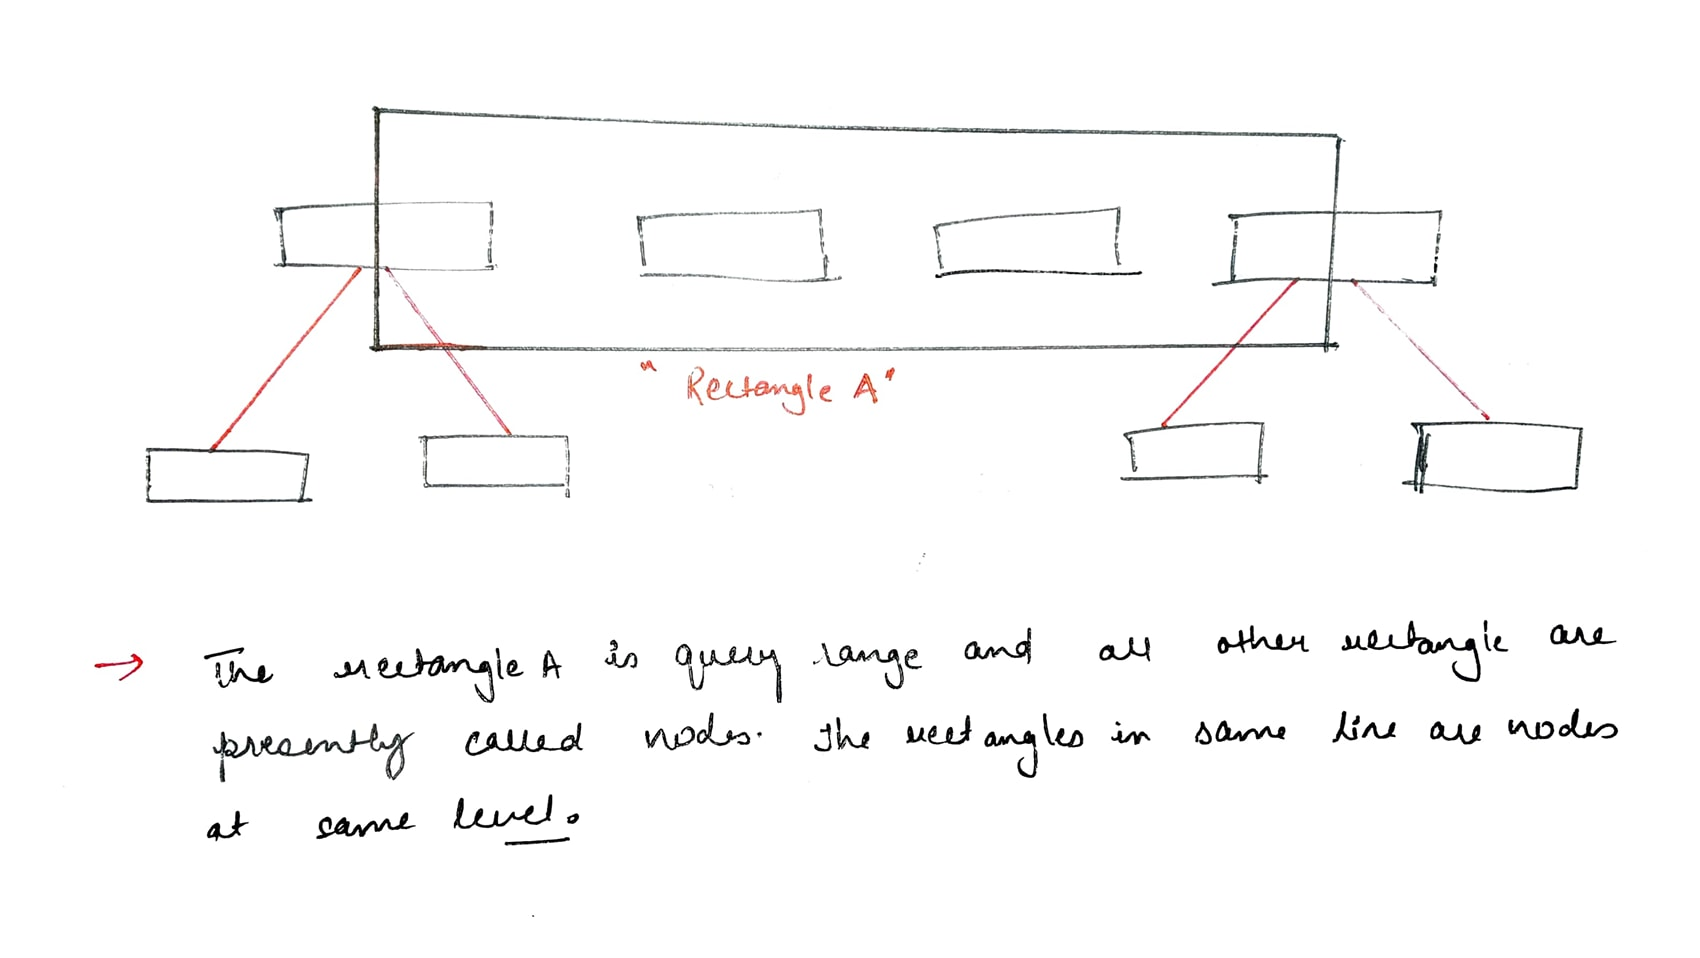 " Rectangle A"
→ The rectangle A is query range and all other rectangle are
presently called nodes. The rectangles in same line are nodes
at same level.